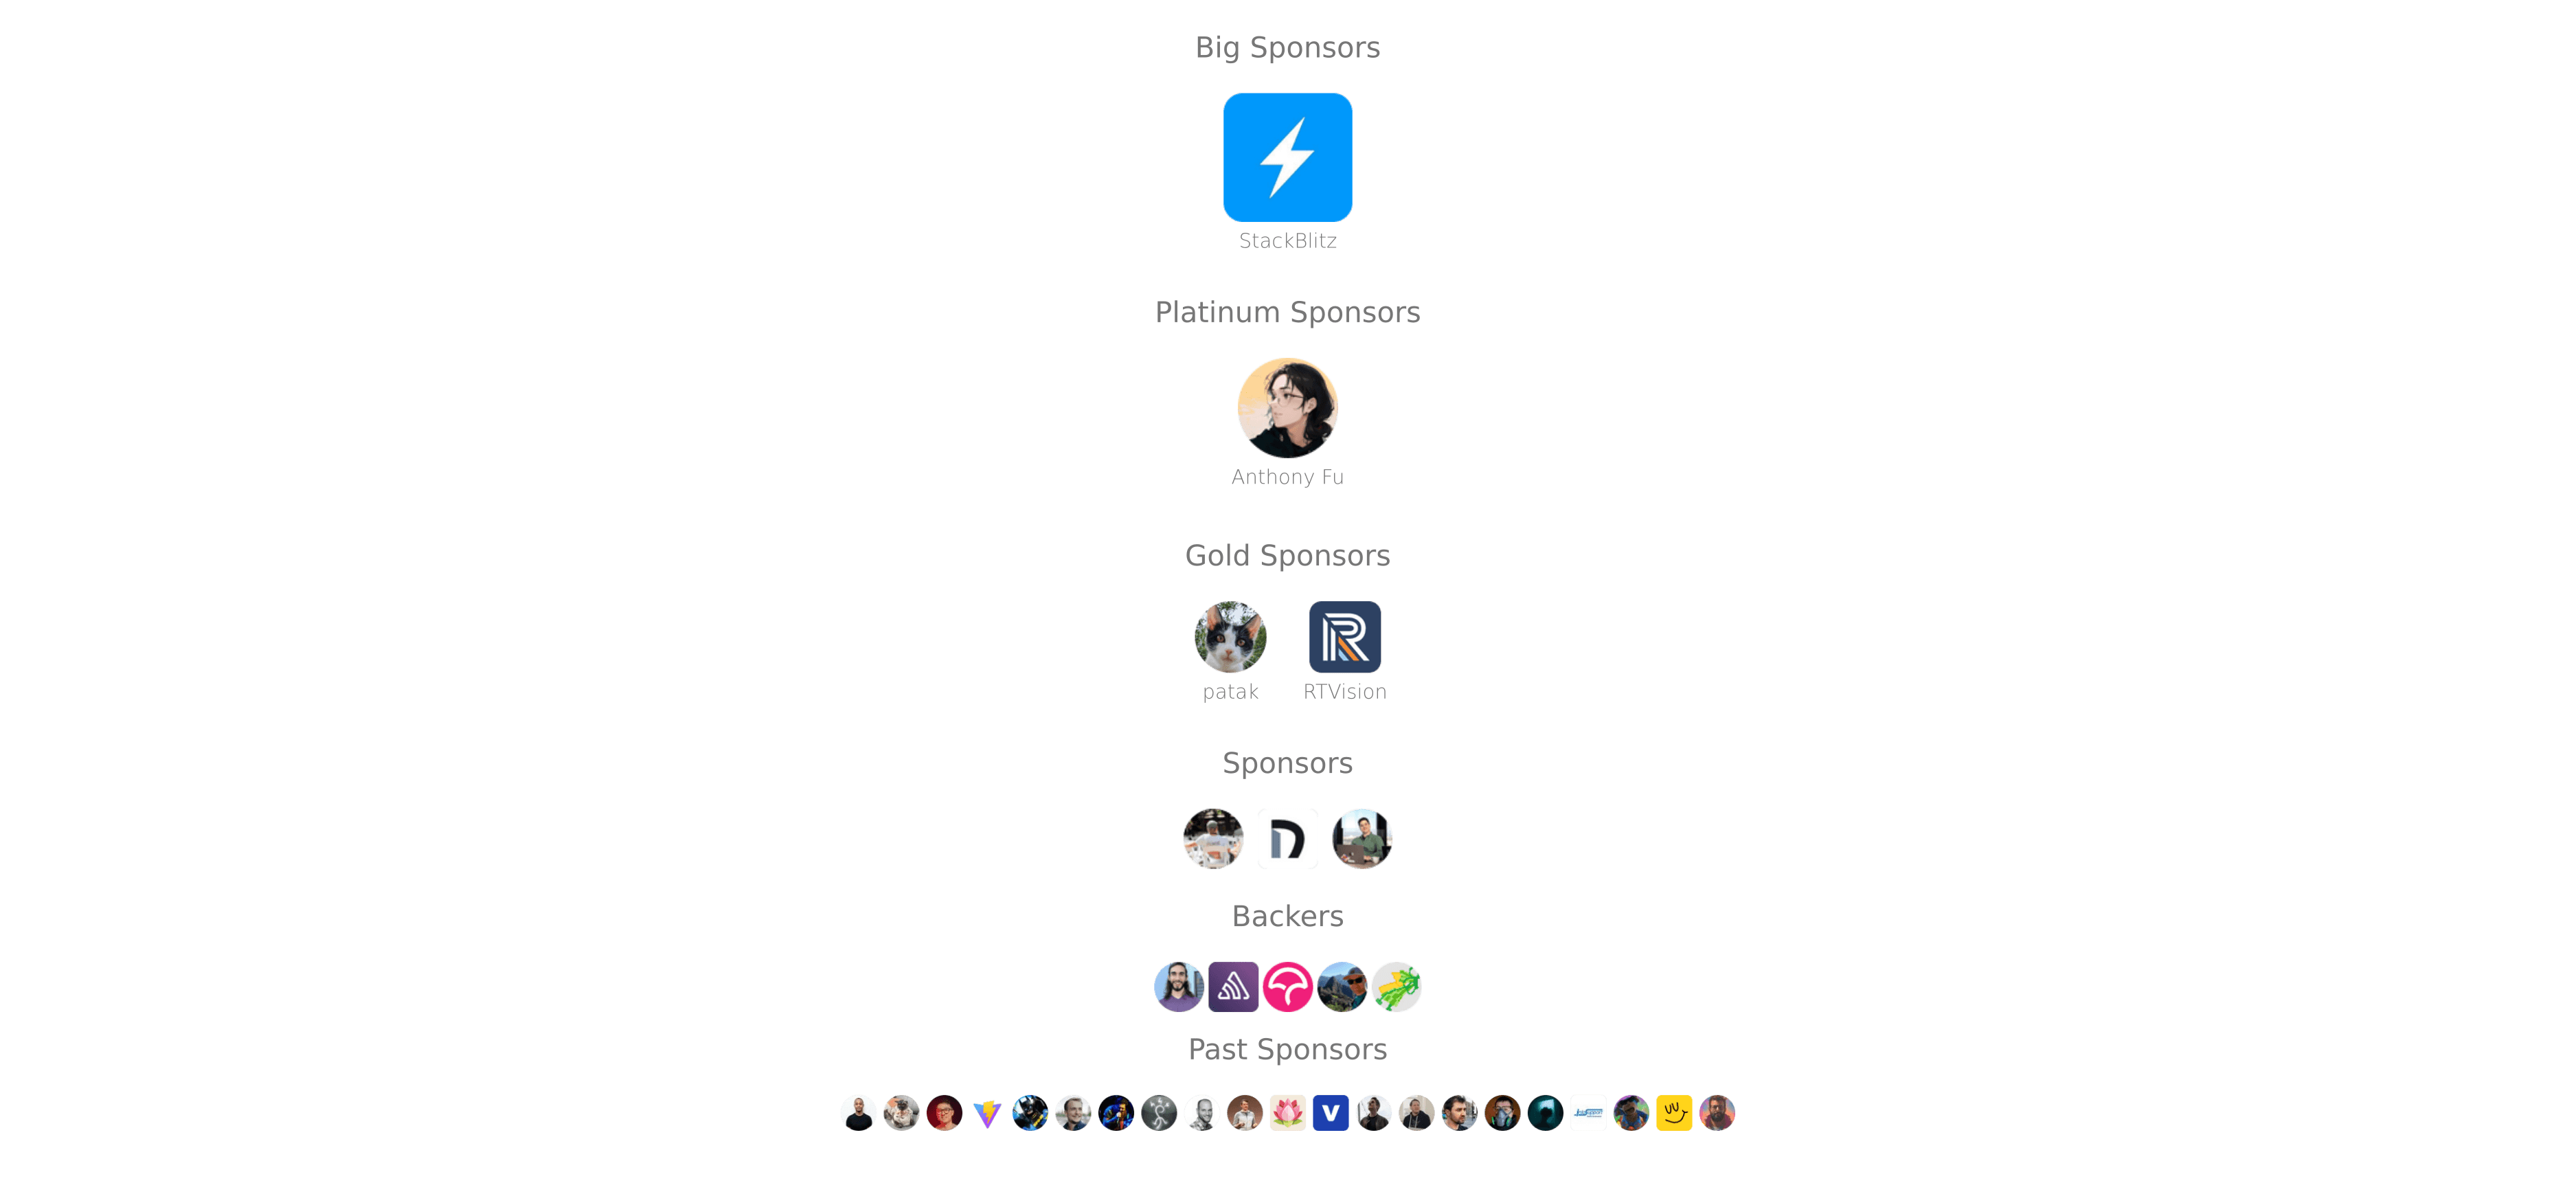 Big Sponsors
StackBlitz
Platinum Sponsors
Anthony Fu
Gold Sponsors
patak RTVision
Sponsors
Backers
Past Sponsors